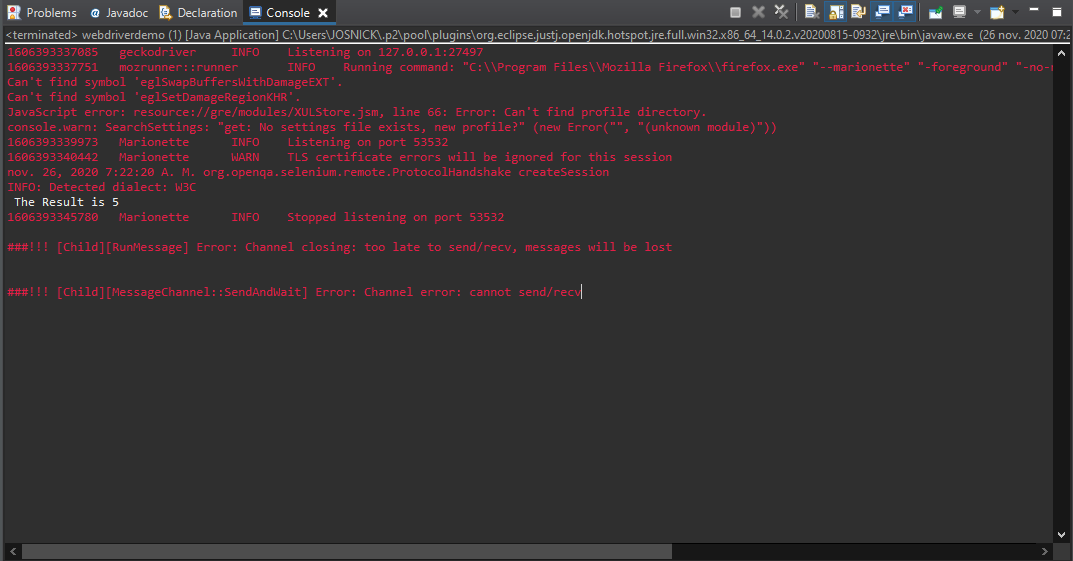 Problems @ Javadoc Declaration Console
<terminated> webdriverdemo (1) [Java Application] C:\Users\JOSNICK\.p2\pool\plugins\org.eclipse.justj.openjdk.hotspot.jre.full.win32.x86_64_14.0.2.v20200815-0932\jre\bin\javaw.exe (26 nov. 2020 07:2
1606393337085 geckodriver INFO Listening on 127.0.0.1:27497
1606393337751 mozrunner::runner INFO Running command: "C:\\Program Files\\Mozilla Firefox\\firefox.exe" "--marionette" "-foreground" "-no-
Can't find symbol 'eglSwapBuffersWithDamageEXT'.
Can't find symbol 'eglSetDamageRegionKHR'.
JavaScript error: resource://gre/modules/XULStore.jsm, line 66: Error: Can't find profile directory.
console.warn: SearchSettings: "get: No settings file exists, new profile?" (new Error("", "(unknown module)"))
1606393339973 Marionette INFO Listening on port 53532
1606393340442 Marionette WARN TLS certificate errors will be ignored for this session
nov. 26, 2020 7:22:20 A. M. org.openqa.selenium.remote.ProtocolHandshake createSession
INFO: Detected dialect: W3C
The Result is 5
1606393345780 Marionette INFO Stopped listening on port 53532
###!!! [Child][RunMessage] Error: Channel closing: too late to send/recv, messages will be lost
###!!! [Child][MessageChannel::SendAndWait] Error: Channel error: cannot send/recv